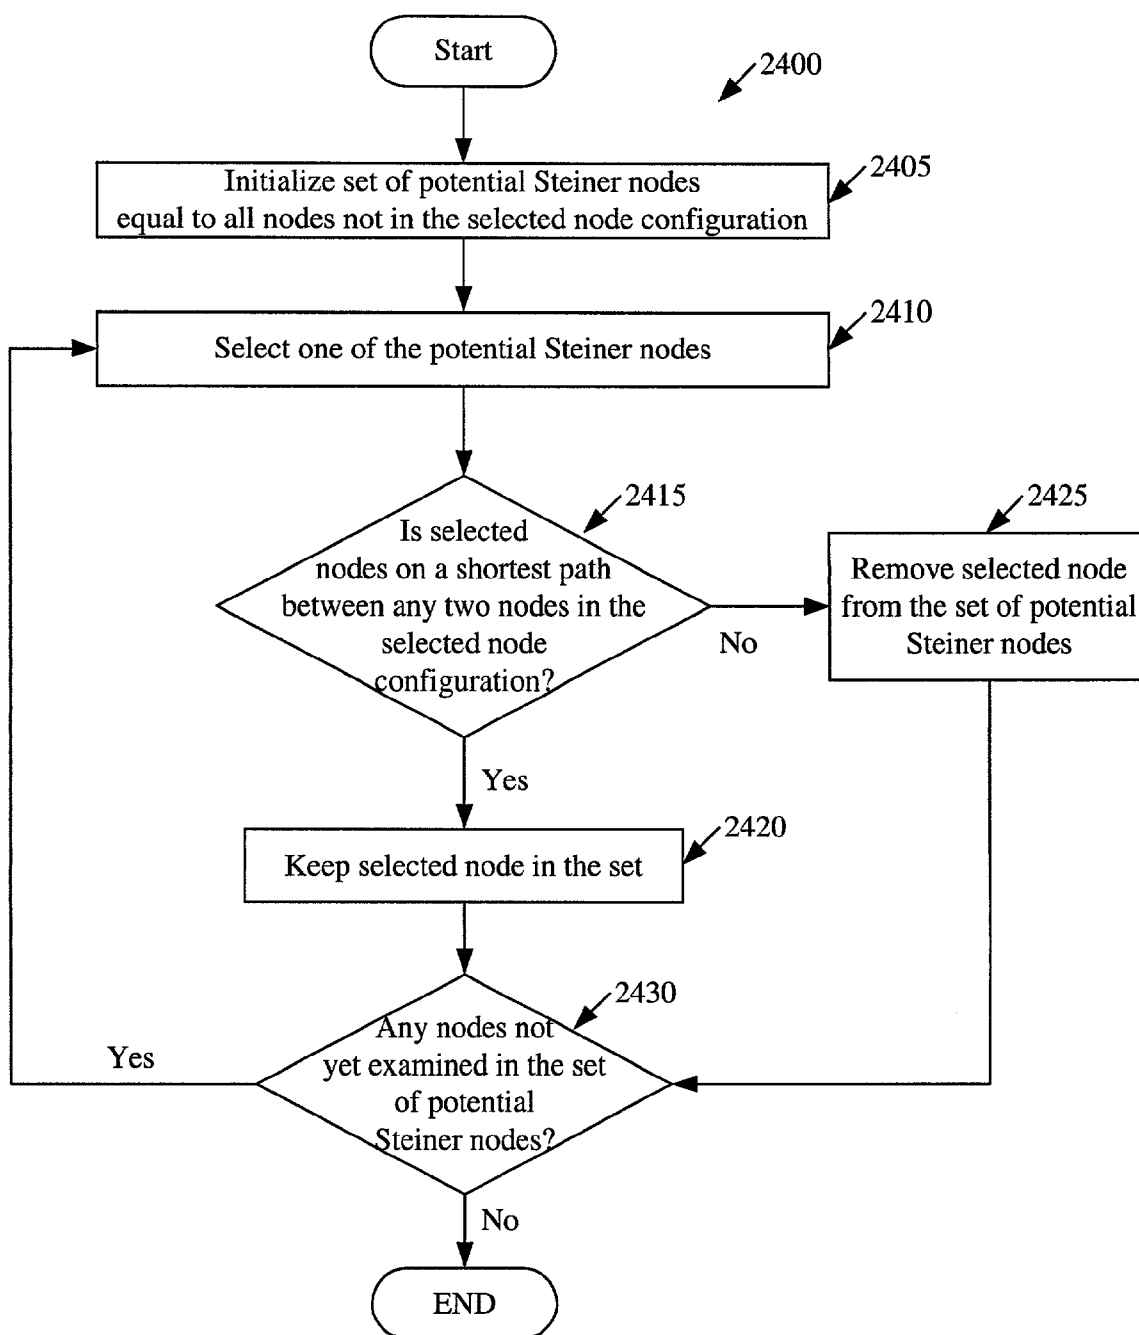 Start
2400
Initialize set of potential Steiner nodes
equal to all nodes not in the selected node configuration
2405
Select one of the potential Steiner nodes
2410
Is selected
nodes on a shortest path
between any two nodes in the
selected node
configuration?
2415
No
2425
Remove selected node
from the set of potential
Steiner nodes
Yes
Keep selected node in the set
2420
Any nodes not
yet examined in the set
of potential
Steiner nodes?
2430
Yes
No
END